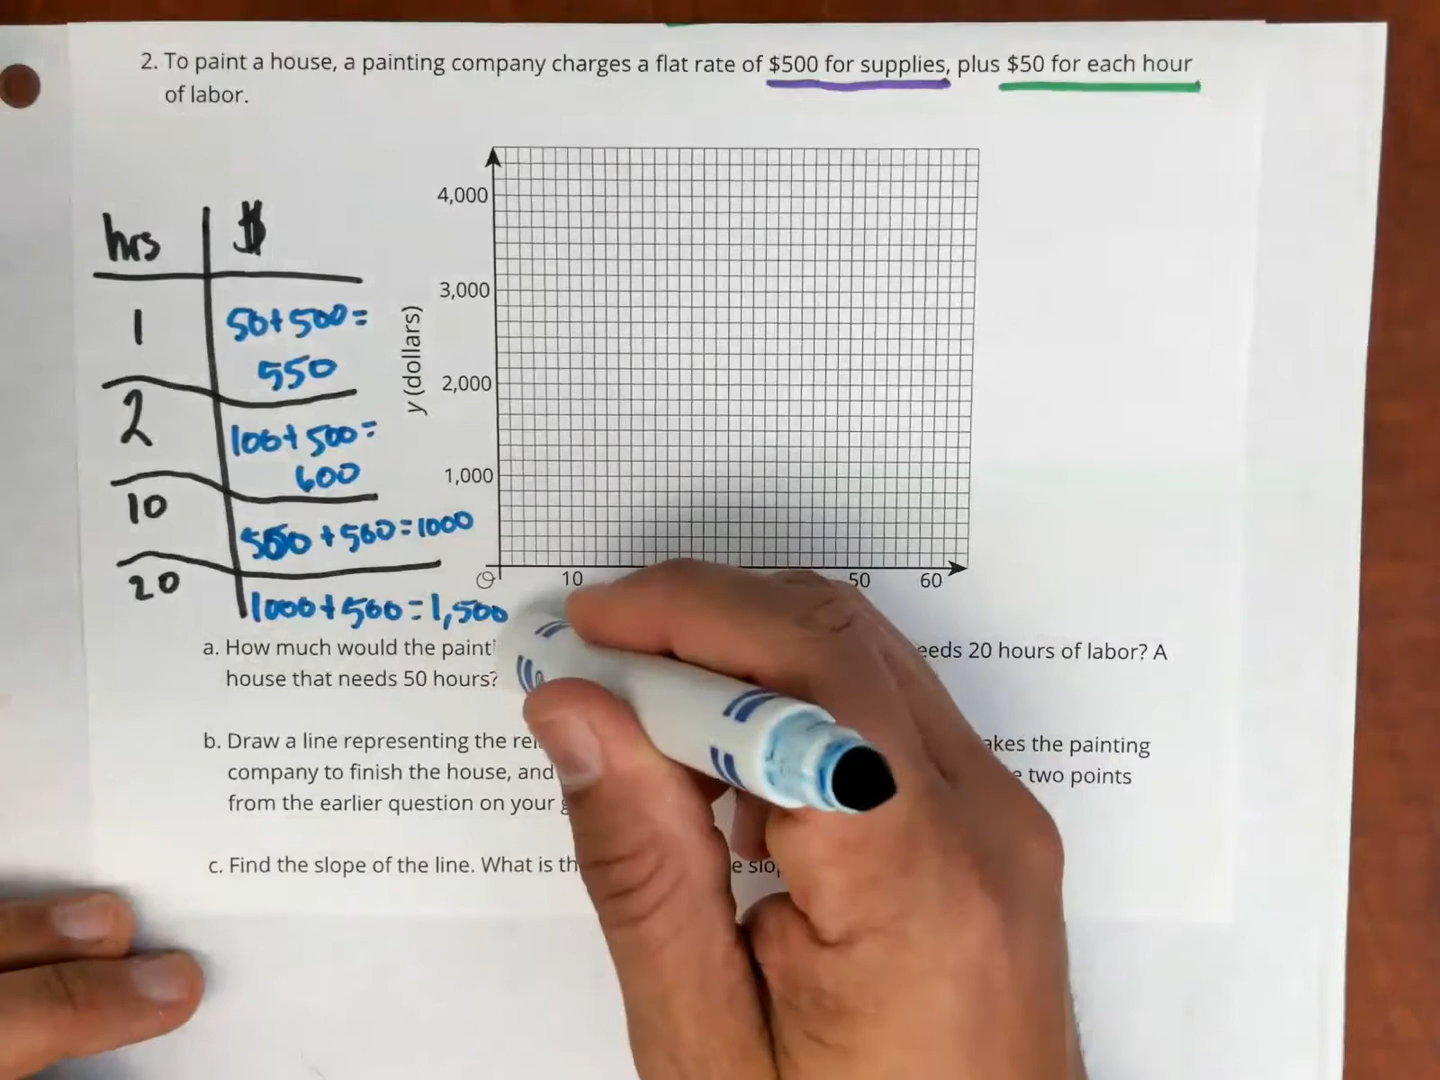 2. To paint a house, a painting company charges a flat rate of $500 for supplies, plus $50 for each hour
of labor.
hrs $
1 50+500=
550
2 100+500=
600
10 500+500=1000
20 1000+500=1,500
4,000
3,000
2,000
1,000
y (dollars)
O 10 50 60
a. How much would the eeds 20 hours of labor? A
house that needs 50 hours?
b. Draw a line representing the the painting
company to finish the house, and two points
from the earlier question on your
c. Find the slope of the line. What is